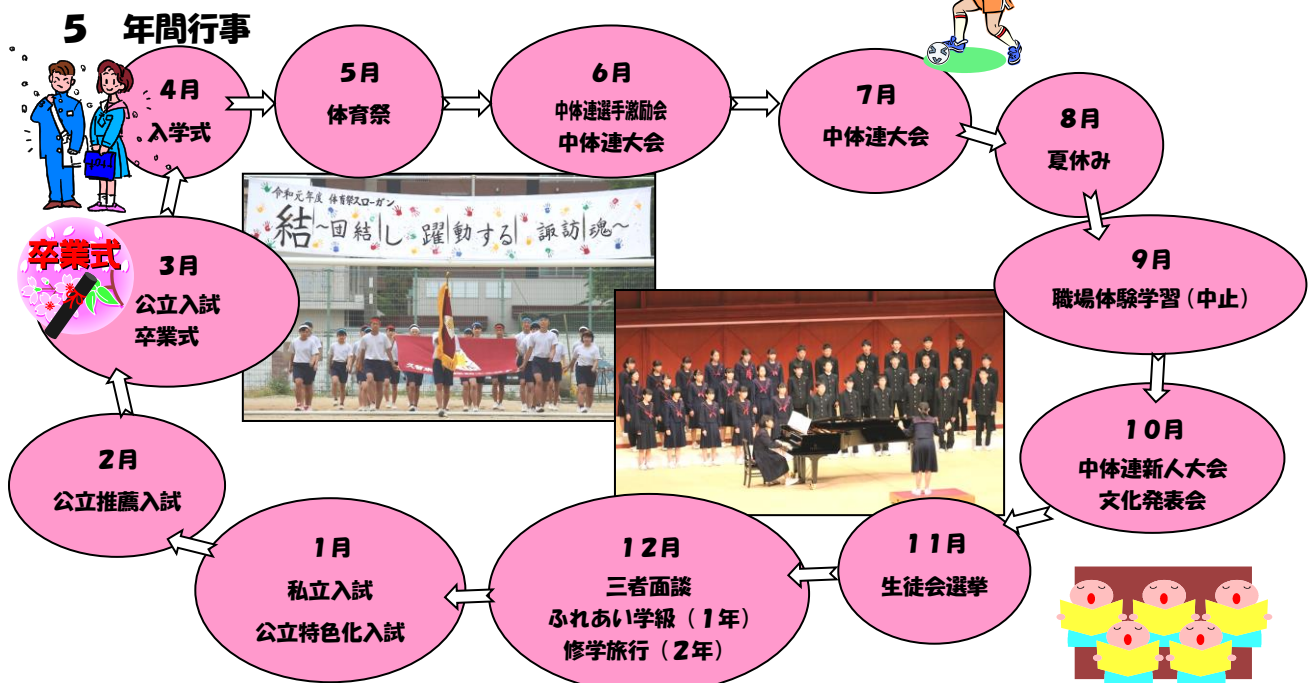 5 年間行事
4月
入学式
5月
体育祭
6月
中体連選手激励会
中体連大会
7月
中体連大会
8月
夏休み
9月
職場体験学習(中止)
10月
中体連新人大会
文化発表会
11月
生徒会選挙
12月
三者面談
ふれあい学級(1年)
修学旅行(2年)
1月
私立入試
公立特色化入試
2月
公立推薦入試
3月
公立入試
卒業式
卒業式
令和元年度 体育祭スローガン
結~団結し 躍動する 諏訪魂~